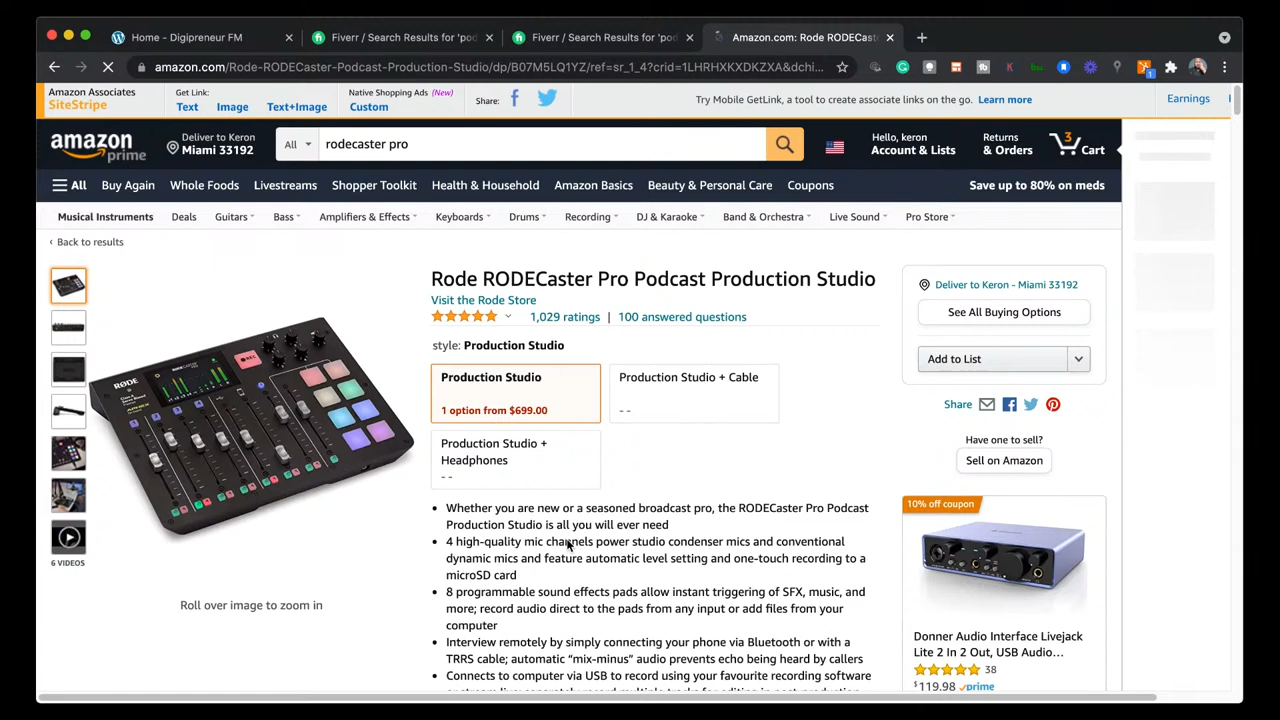 Home - Digipreneur FM
Fiverr / Search Results for 'pod
Fiverr / Search Results for 'pod
Amazon.com: Rode RODECas
amazon.com/Rode-RODECaster-Podcast-Production-Studio/dp/B07M5LQ1YZ/ref=sr_1_4?crid=1LHRHXKXDKZXA&dchi...
Amazon Associates
SiteStripe
Get Link:
Text Image Text+Image
Native Shopping Ads (New)
Custom
Share:
Try Mobile GetLink, a tool to create associate links on the go. Learn more
Earnings
amazon
prime
Deliver to Keron
Miami 33192
All
rodecaster pro
Hello, keron
Account & Lists
Returns
& Orders
3
Cart
All Buy Again Whole Foods Livestreams Shopper Toolkit Health & Household Amazon Basics Beauty & Personal Care Coupons Save up to 80% on meds
Musical Instruments Deals Guitars Bass Amplifiers & Effects Keyboards Drums Recording DJ & Karaoke Band & Orchestra Live Sound Pro Store
‹ Back to results
Rode RODECaster Pro Podcast Production Studio
Visit the Rode Store
1,029 ratings | 100 answered questions
style: Production Studio
Production Studio
1 option from $699.00
Production Studio + Cable
- -
Production Studio +
Headphones
- -
• Whether you are new or a seasoned broadcast pro, the RODECaster Pro Podcast
Production Studio is all you will ever need
• 4 high-quality mic channels power studio condenser mics and conventional
dynamic mics and feature automatic level setting and one-touch recording to a
microSD card
• 8 programmable sound effects pads allow instant triggering of SFX, music, and
more; record audio direct to the pads from any input or add files from your
computer
• Interview remotely by simply connecting your phone via Bluetooth or with a
TRRS cable; automatic “mix-minus” audio prevents echo being heard by callers
• Connects to computer via USB to record using your favourite recording software
RØDE
REC
6 VIDEOS
Roll over image to zoom in
Deliver to Keron - Miami 33192
See All Buying Options
Add to List
Share
Have one to sell?
Sell on Amazon
10% off coupon
Donner Audio Interface Livejack
Lite 2 In 2 Out, USB Audio...
38
$119.98 prime